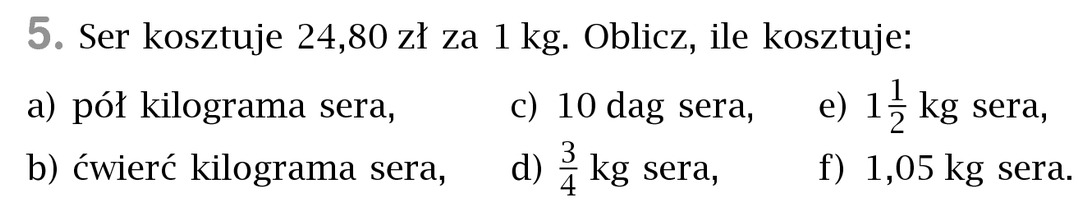 5. Ser kosztuje 24,80 zł za 1 kg. Oblicz, ile kosztuje:
a) pół kilograma sera, c) 10 dag sera, e) 1 1/2 kg sera,
b) ćwierć kilograma sera, d) 3/4 kg sera, f) 1,05 kg sera.